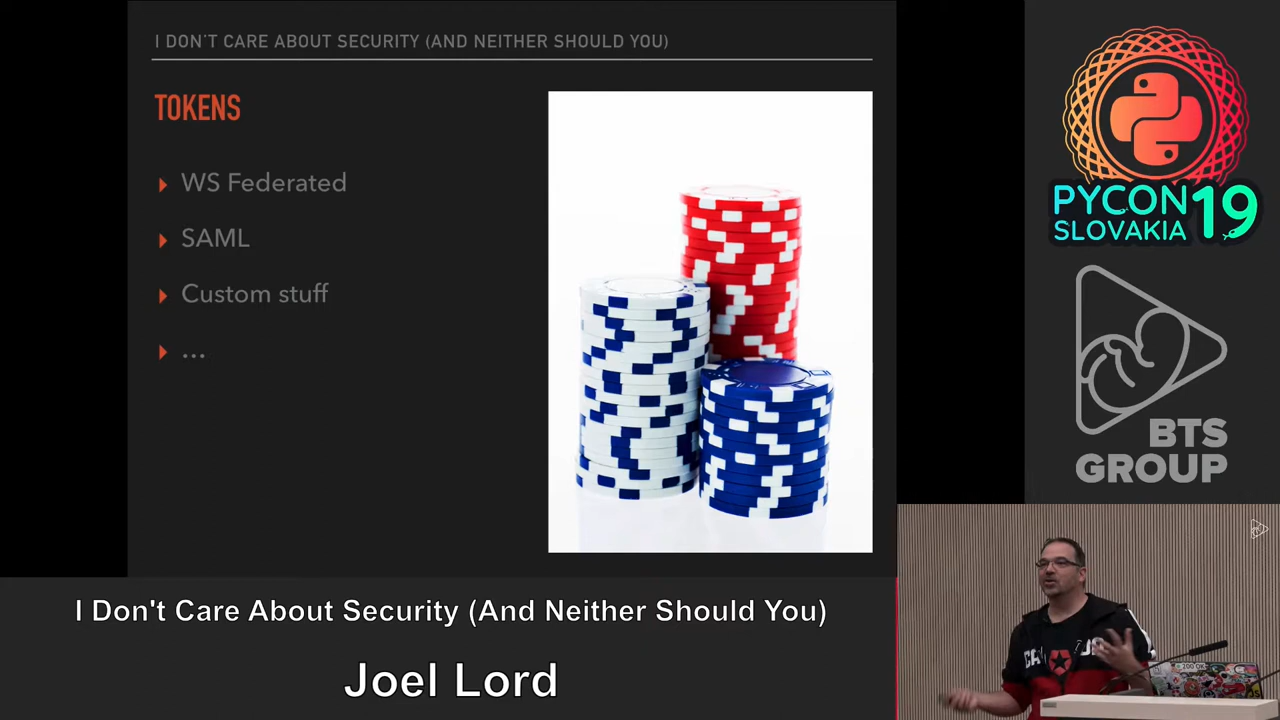 I DON'T CARE ABOUT SECURITY (AND NEITHER SHOULD YOU)
TOKENS
WS Federated
SAML
Custom stuff
...
PYCON 19
SLOVAKIA
BTS
GROUP
I Don't Care About Security (And Neither Should You)
Joel Lord